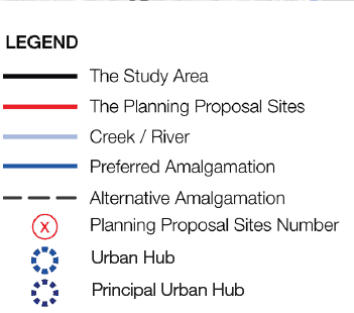 LEGEND
The Study Area
The Planning Proposal Sites
Creek / River
Preferred Amalgamation
Alternative Amalgamation
X Planning Proposal Sites Number
Urban Hub
Principal Urban Hub